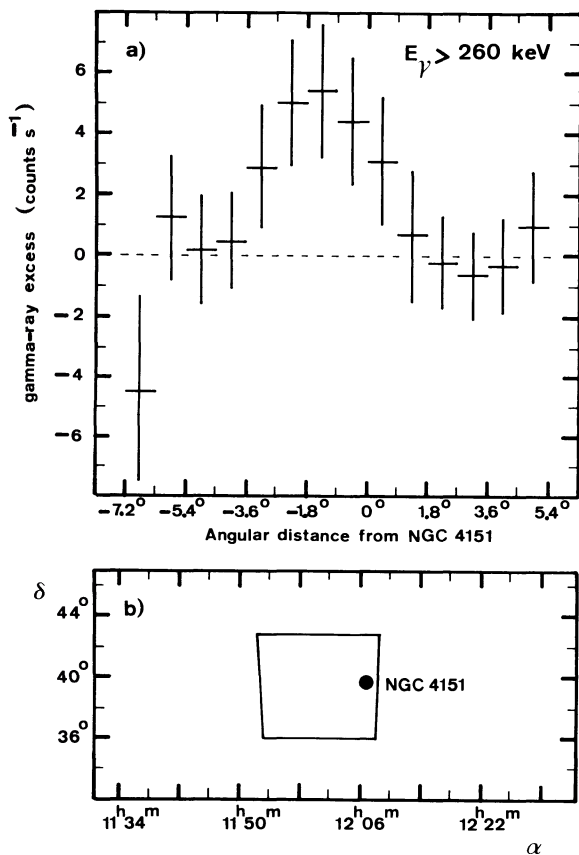 a)
E_γ > 260 keV
gamma-ray excess (counts s⁻¹)
6
4
2
0
−2
−4
−6
−7.2° −5.4° −3.6° −1.8° 0° 1.8° 3.6° 5.4°
Angular distance from NGC 4151
b)
δ
44°
40°
36°
NGC 4151
11ʰ34ᵐ 11ʰ50ᵐ 12ʰ06ᵐ 12ʰ22ᵐ
α